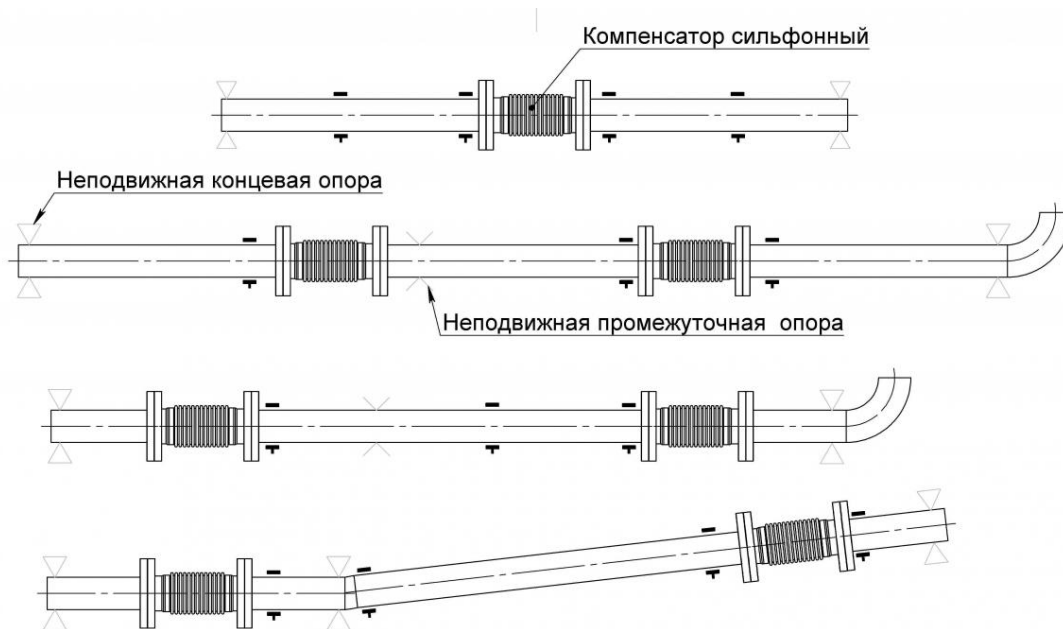 Компенсатор сильфонный
Неподвижная концевая опора
Неподвижная промежуточная опора